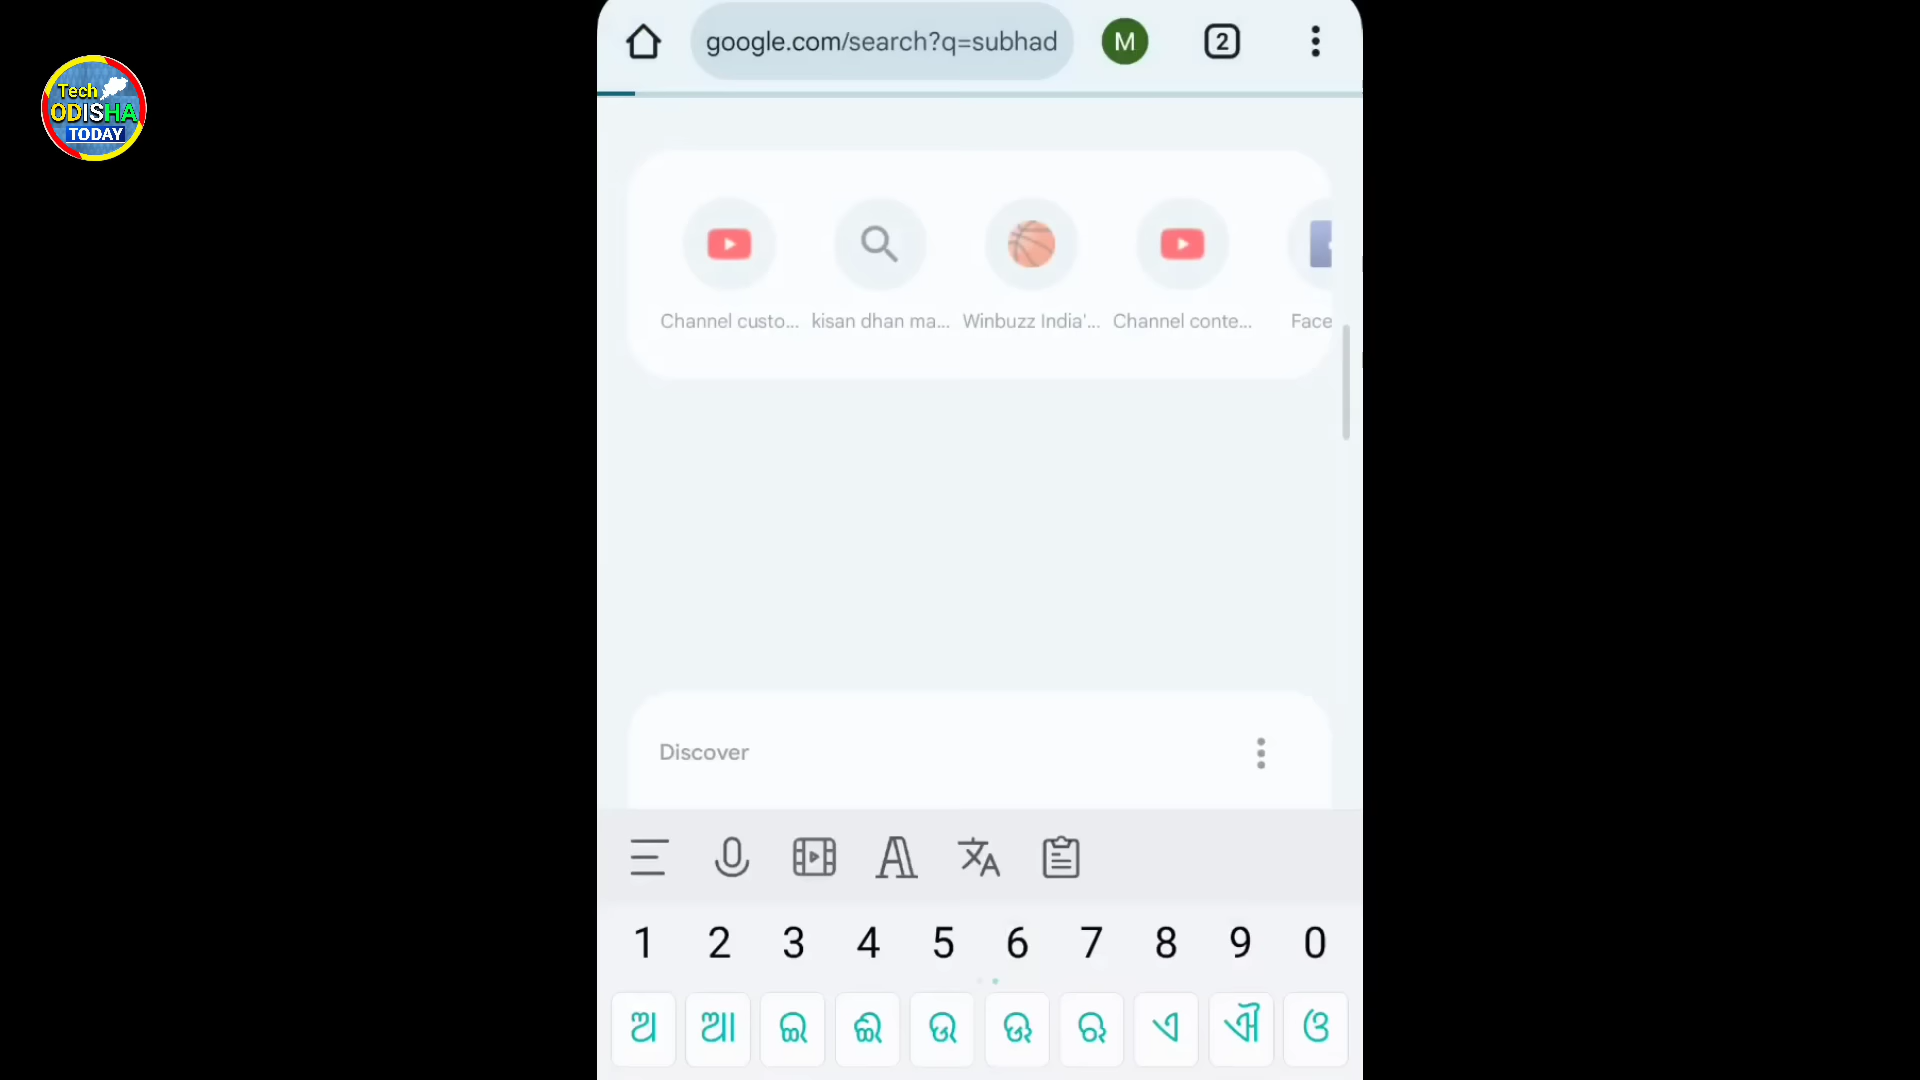 Tech
ODISHA
TODAY
google.com/search?q=subhad
M
2
Channel custo... kisan dhan ma... Winbuzz India'... Channel conte... Face
Discover
1 2 3 4 5 6 7 8 9 0
ଅ ଆ ଇ ଈ ଉ ଊ ଋ ଏ ଐ ଓ